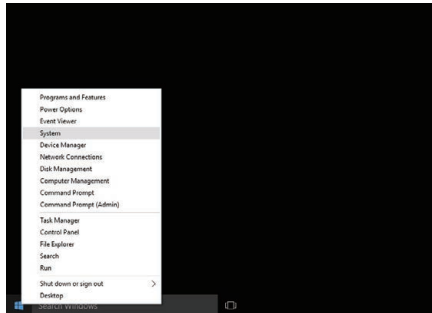 Programs and Features
Power Options
Event Viewer
System
Device Manager
Network Connections
Disk Management
Computer Management
Command Prompt
Command Prompt (Admin)
Task Manager
Control Panel
File Explorer
Search
Run
Shut down or sign out
Desktop
Search Windows